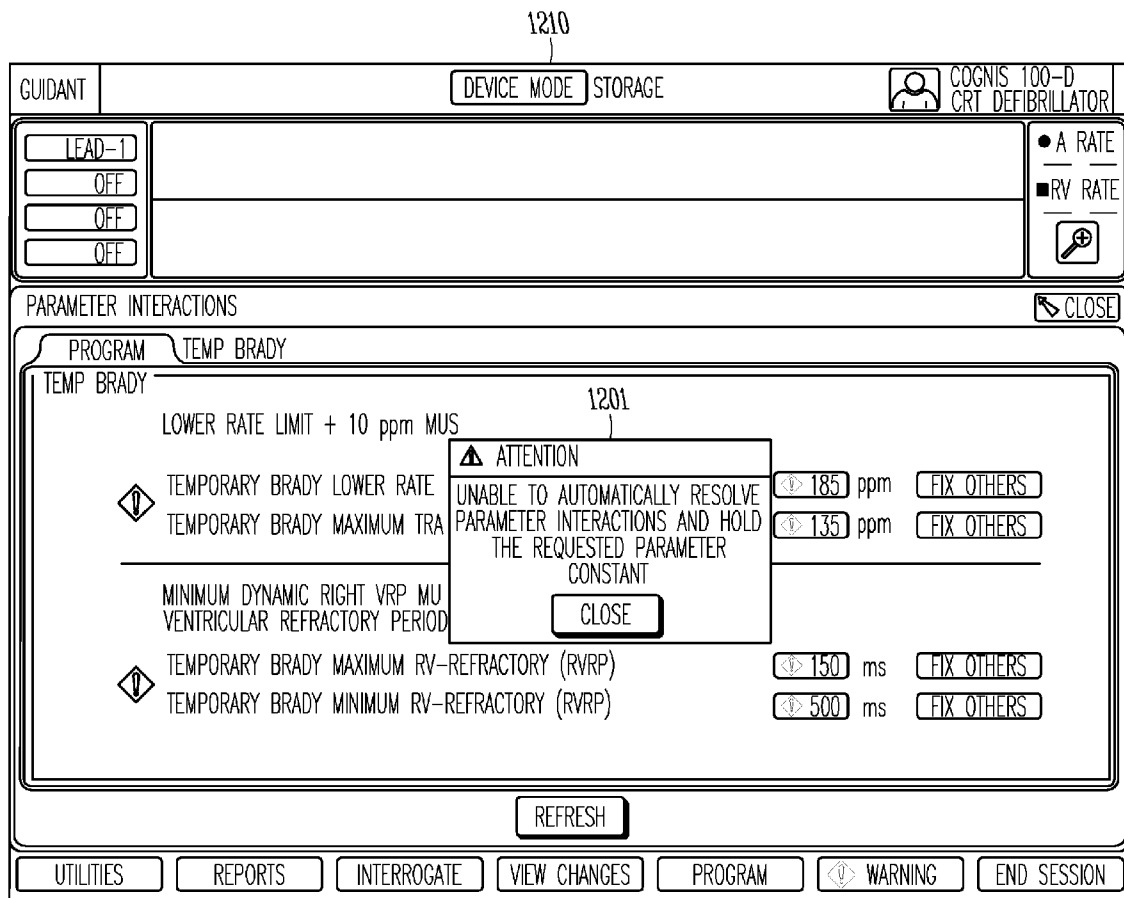 1210
GUIDANT
DEVICE MODE STORAGE
COGNIS 100-D
CRT DEFIBRILLATOR
LEAD-1
OFF
OFF
OFF
A RATE
RV RATE
PARAMETER INTERACTIONS
CLOSE
PROGRAM TEMP BRADY
TEMP BRADY
LOWER RATE LIMIT + 10 ppm MUS
1201
ATTENTION
UNABLE TO AUTOMATICALLY RESOLVE
PARAMETER INTERACTIONS AND HOLD
THE REQUESTED PARAMETER
CONSTANT
CLOSE
TEMPORARY BRADY LOWER RATE 185 ppm FIX OTHERS
TEMPORARY BRADY MAXIMUM TRA 135 ppm FIX OTHERS
MINIMUM DYNAMIC RIGHT VRP MU
VENTRICULAR REFRACTORY PERIOD
TEMPORARY BRADY MAXIMUM RV-REFRACTORY (RVRP) 150 ms FIX OTHERS
TEMPORARY BRADY MINIMUM RV-REFRACTORY (RVRP) 500 ms FIX OTHERS
REFRESH
UTILITIES REPORTS INTERROGATE VIEW CHANGES PROGRAM WARNING END SESSION